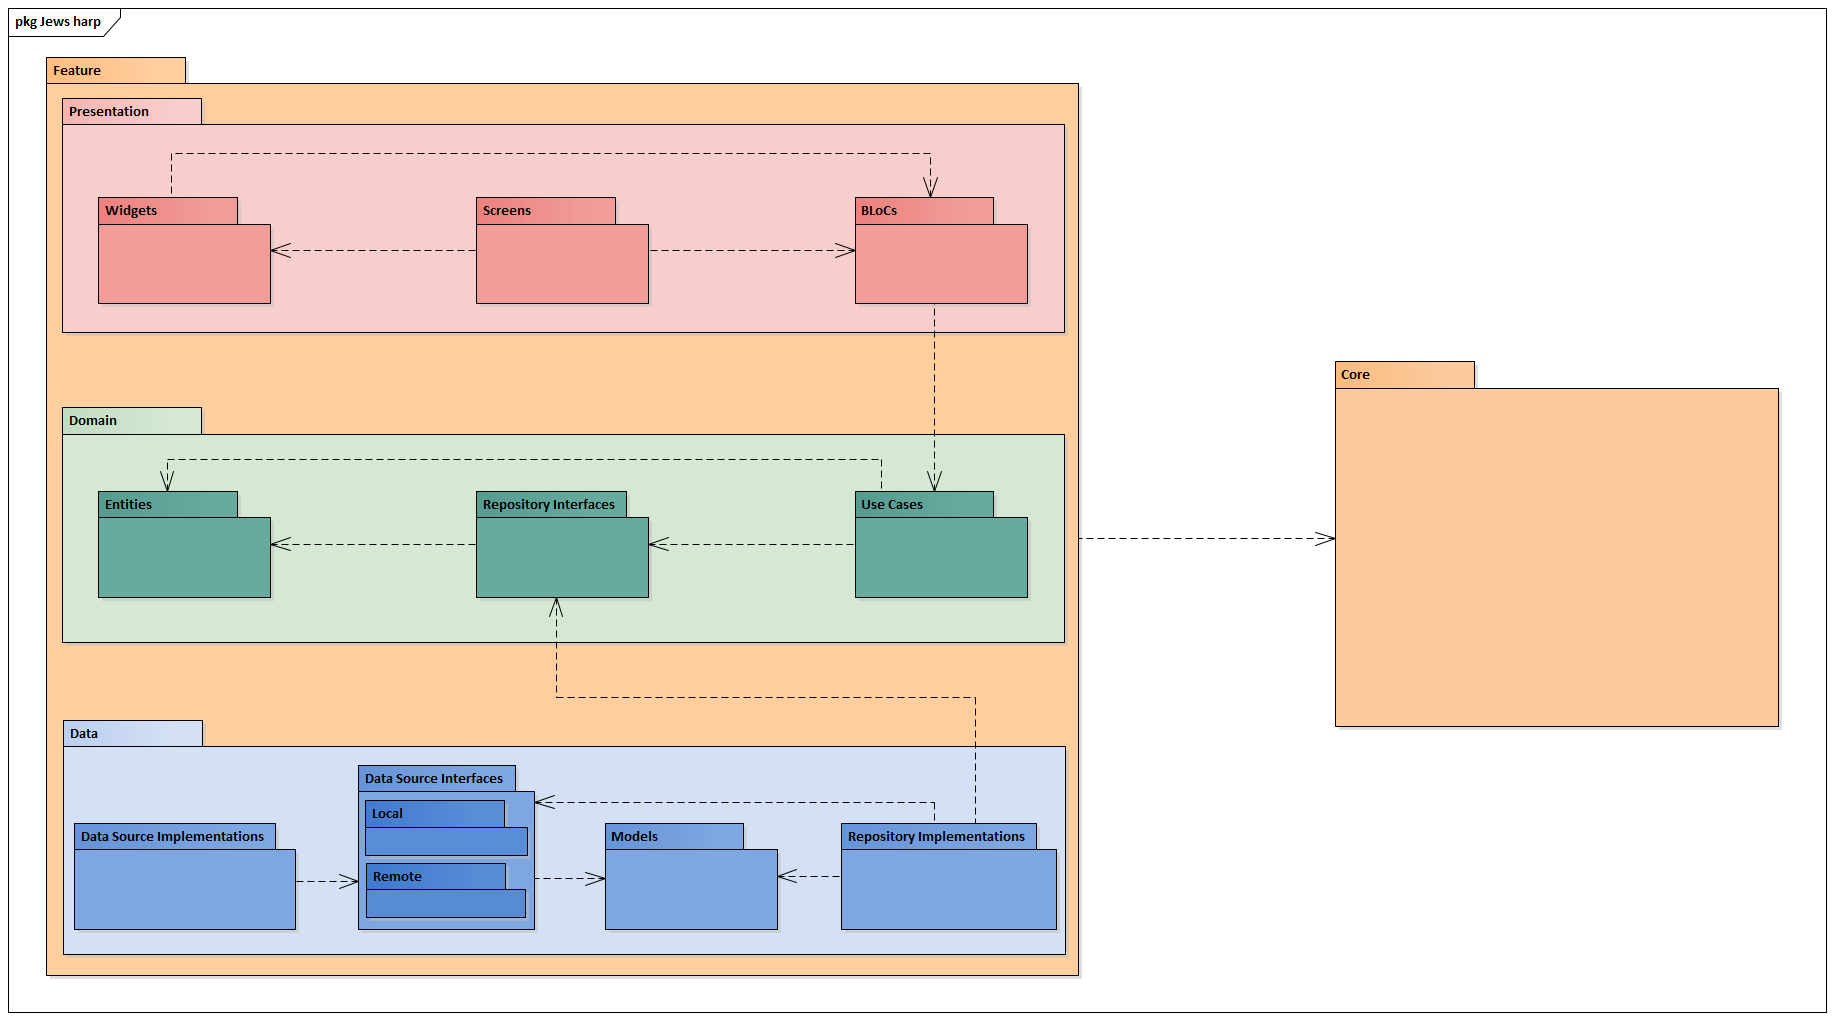 pkg Jews harp
Feature
Presentation
Widgets
Screens
BLoCs
Core
Domain
Entities
Repository Interfaces
Use Cases
Data
Data Source Interfaces
Local
Data Source Implementations
Models
Repository Implementations
Remote